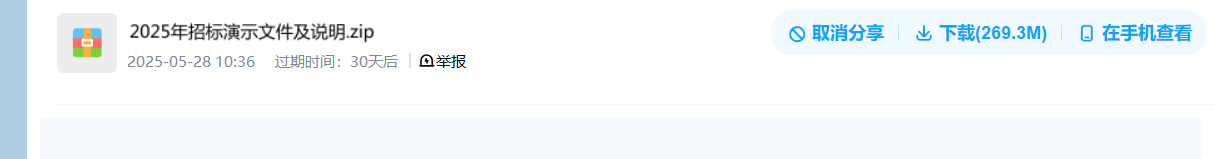 2025年招标演示文件及说明.zip
取消分享 下载(269.3M) 在手机查看
2025-05-28 10:36 过期时间：30天后 举报